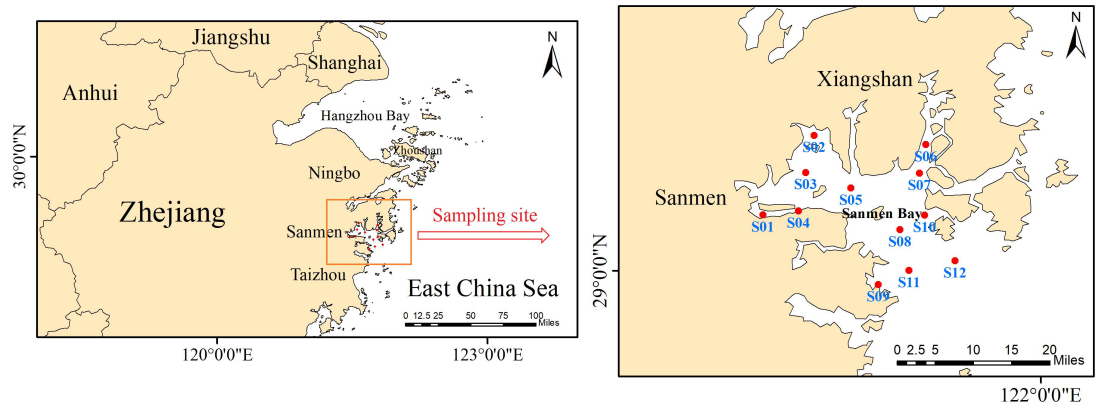 Jiangshu
Shanghai
Anhui
Hangzhou Bay
Zhoushan
Ningbo
Zhejiang
Sanmen
Taizhou
East China Sea
N
30°0'0"N
0 12.5 25 50 75 100
Miles
120°0'0"E
123°0'0"E
Sampling site
N
Xiangshan
S02
S06
S03
S07
Sanmen
S05
Sanmen Bay
S01
S04
S10
S08
S12
S11
S09
29°0'0"N
0 2.5 5 10 15 20
Miles
122°0'0"E